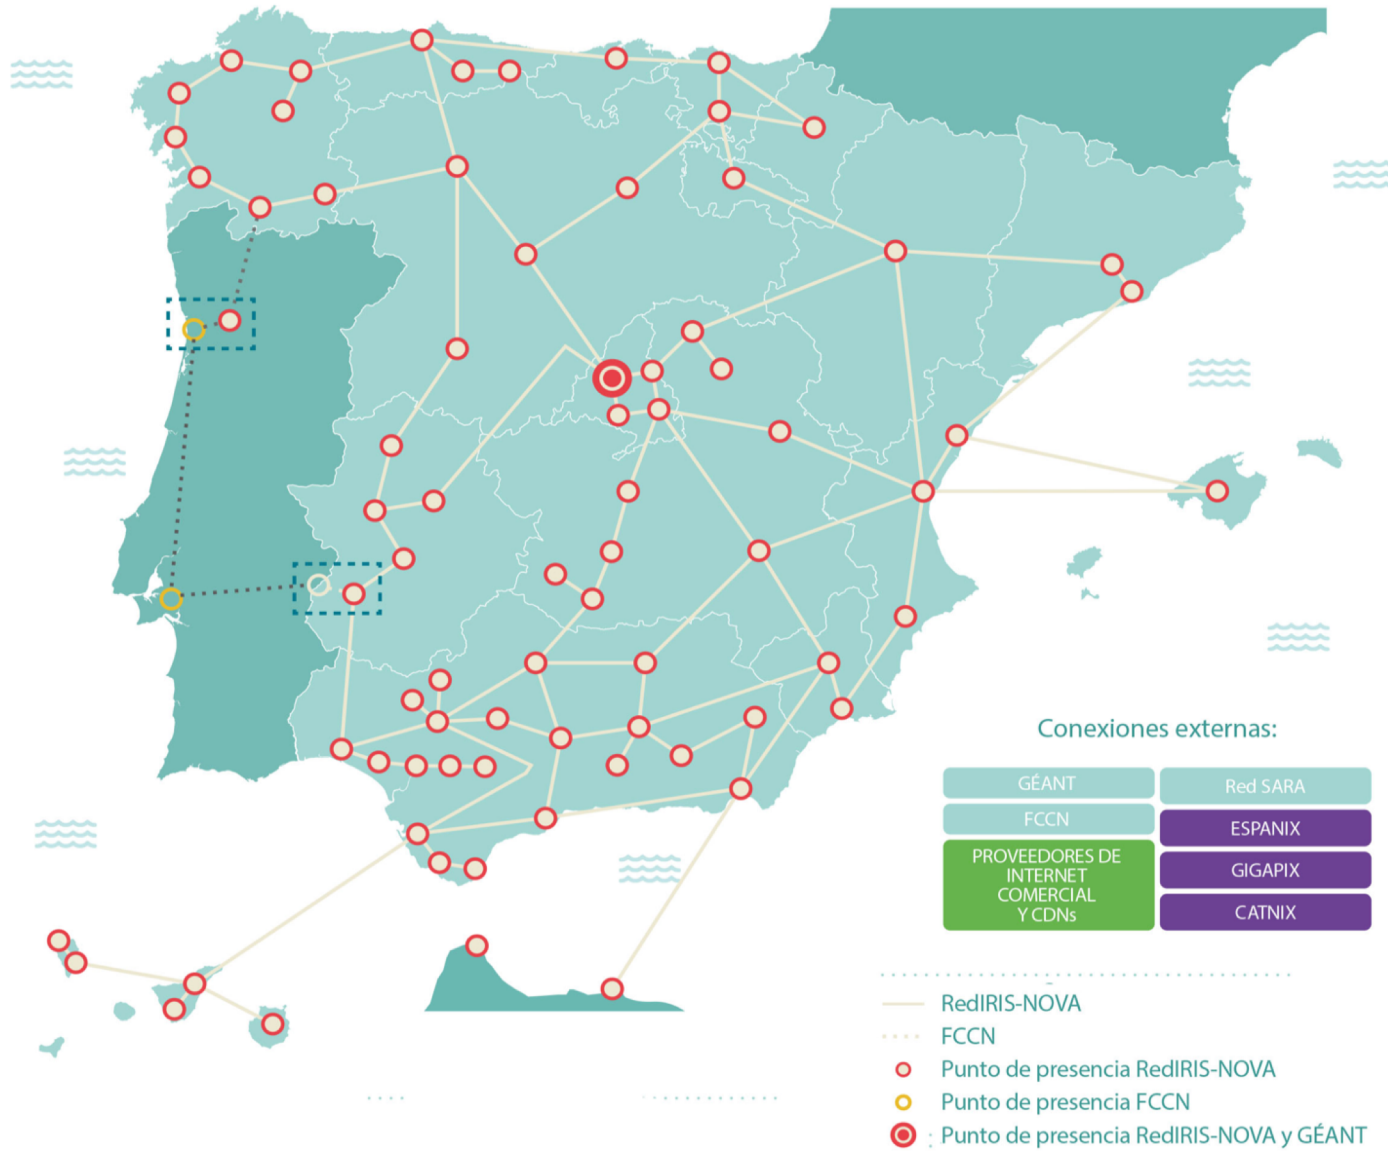 Conexiones externas:
GÉANT
Red SARA
FCCN
ESPANIX
PROVEEDORES DE
INTERNET
COMERCIAL
Y CDNs
GIGAPIX
CATNIX
RedIRIS-NOVA
FCCN
Punto de presencia RedIRIS-NOVA
Punto de presencia FCCN
Punto de presencia RedIRIS-NOVA y GÉANT